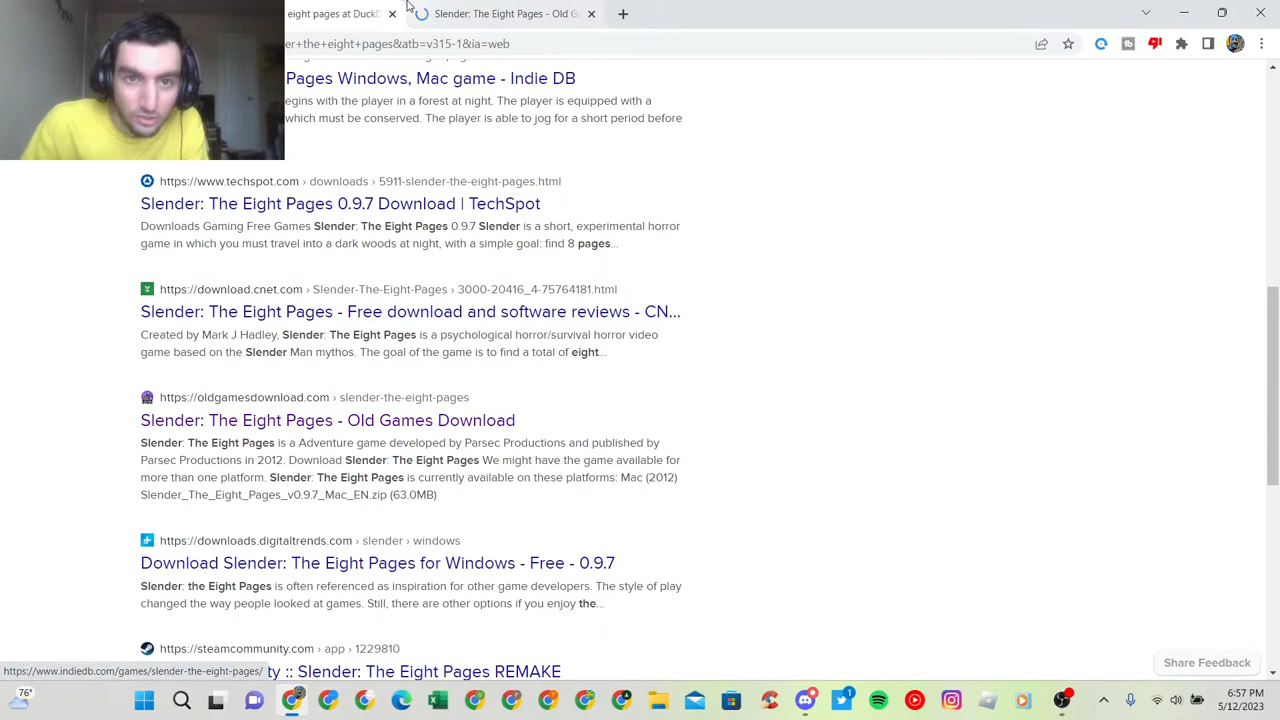 eight pages at DuckD
Slender: The Eight Pages - Old G
er+the+eight+pages&atb=v315-1&ia=web
Pages Windows, Mac game - Indie DB
egins with the player in a forest at night. The player is equipped with a
which must be conserved. The player is able to jog for a short period before
https://www.techspot.com › downloads › 5911-slender-the-eight-pages.html
Slender: The Eight Pages 0.9.7 Download | TechSpot
Downloads Gaming Free Games Slender: The Eight Pages 0.9.7 Slender is a short, experimental horror
game in which you must travel into a dark woods at night, with a simple goal: find 8 pages...
https://download.cnet.com › Slender-The-Eight-Pages › 3000-20416_4-75764181.html
Slender: The Eight Pages - Free download and software reviews - CN...
Created by Mark J Hadley, Slender: The Eight Pages is a psychological horror/survival horror video
game based on the Slender Man mythos. The goal of the game is to find a total of eight...
https://oldgamesdownload.com › slender-the-eight-pages
Slender: The Eight Pages - Old Games Download
Slender: The Eight Pages is a Adventure game developed by Parsec Productions and published by
Parsec Productions in 2012. Download Slender: The Eight Pages We might have the game available for
more than one platform. Slender: The Eight Pages is currently available on these platforms: Mac (2012)
Slender_The_Eight_Pages_v0.9.7_Mac_EN.zip (63.0MB)
https://downloads.digitaltrends.com › slender › windows
Download Slender: The Eight Pages for Windows - Free - 0.9.7
Slender: the Eight Pages is often referenced as inspiration for other game developers. The style of play
changed the way people looked at games. Still, there are other options if you enjoy the...
https://steamcommunity.com › app › 1229810
Share Feedback
https://www.indiedb.com/games/slender-the-eight-pages/
ty :: Slender: The Eight Pages REMAKE
76°
1
6:57 PM
5/12/2023